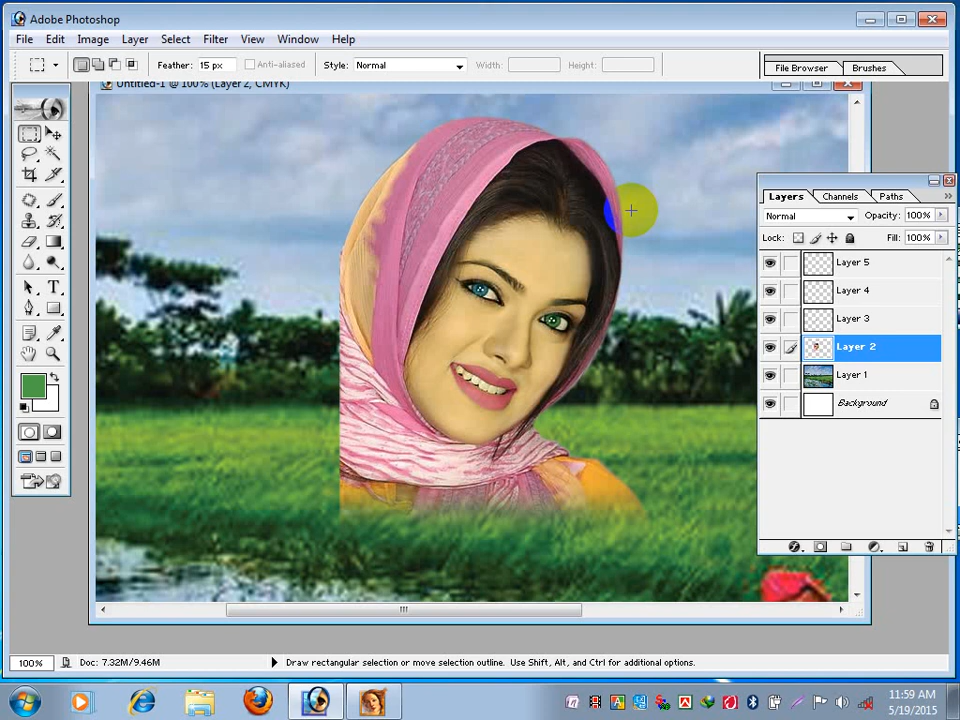 Adobe Photoshop
File Edit Image Layer Select Filter View Window Help
Feather: 15 px Anti-aliased Style: Normal Width: Height: File Browser Brushes
Untitled-1 @ 100% (Layer 2, CMYK)
Layers Channels Paths
Normal Opacity: 100%
Lock: Fill: 100%
Layer 5
Layer 4
Layer 3
Layer 2
Layer 1
Background
100% Doc: 7.32M/9.46M Draw rectangular selection or move selection outline. Use Shift, Alt, and Ctrl for additional options.
11:59 AM
5/19/2015